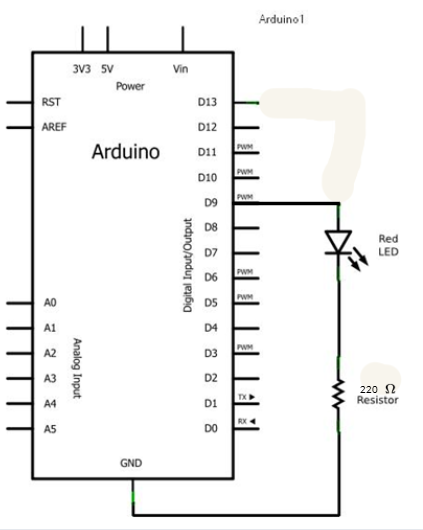 Arduino1
3V3 5V Vin
Power
RST
AREF
Arduino
D13
D12
PWM
D11
PWM
D10
PWM
D9
D8
D7
PWM
D6
PWM
D5
D4
PWM
D3
D2
TX ▶
D1
RX ◀
D0
Digital Input/Output
Red
LED
A0
A1
A2
A3
A4
A5
Analog Input
220 Ω
Resistor
GND